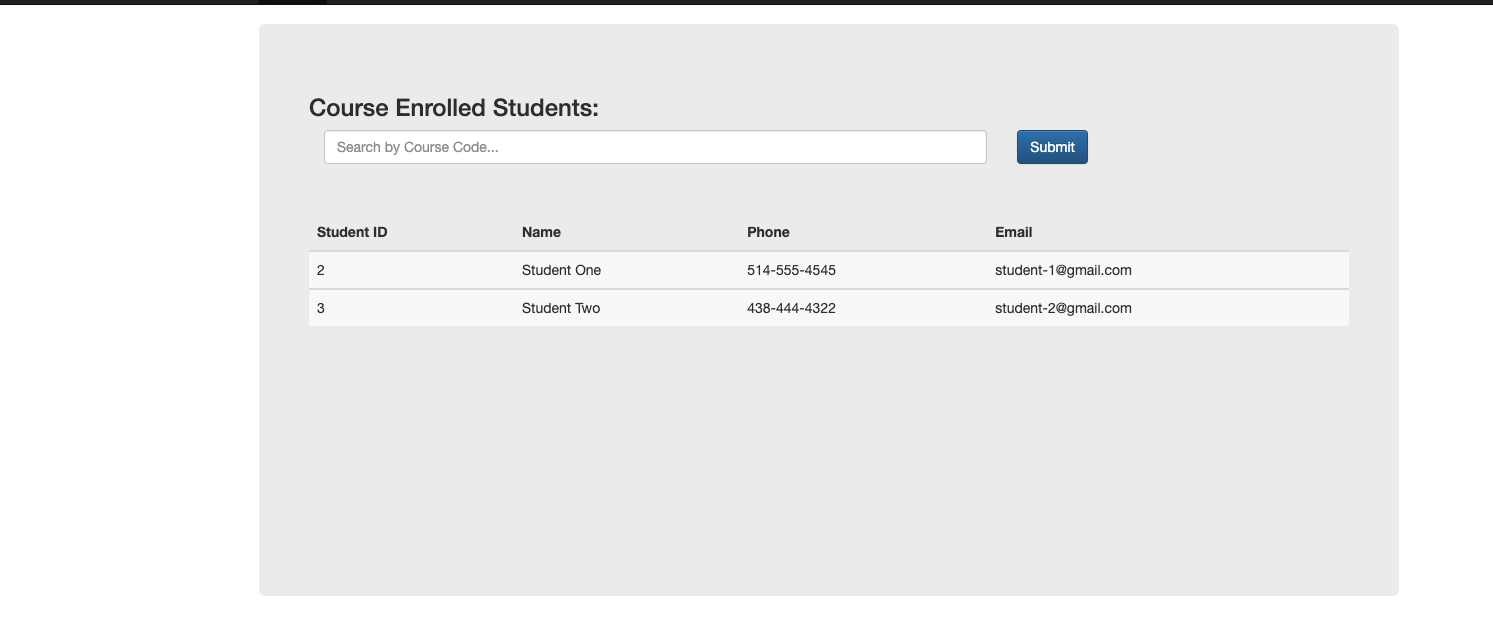 Course Enrolled Students:
Search by Course Code...
Submit
Student ID Name Phone Email
2 Student One 514-555-4545 student-1@gmail.com
3 Student Two 438-444-4322 student-2@gmail.com